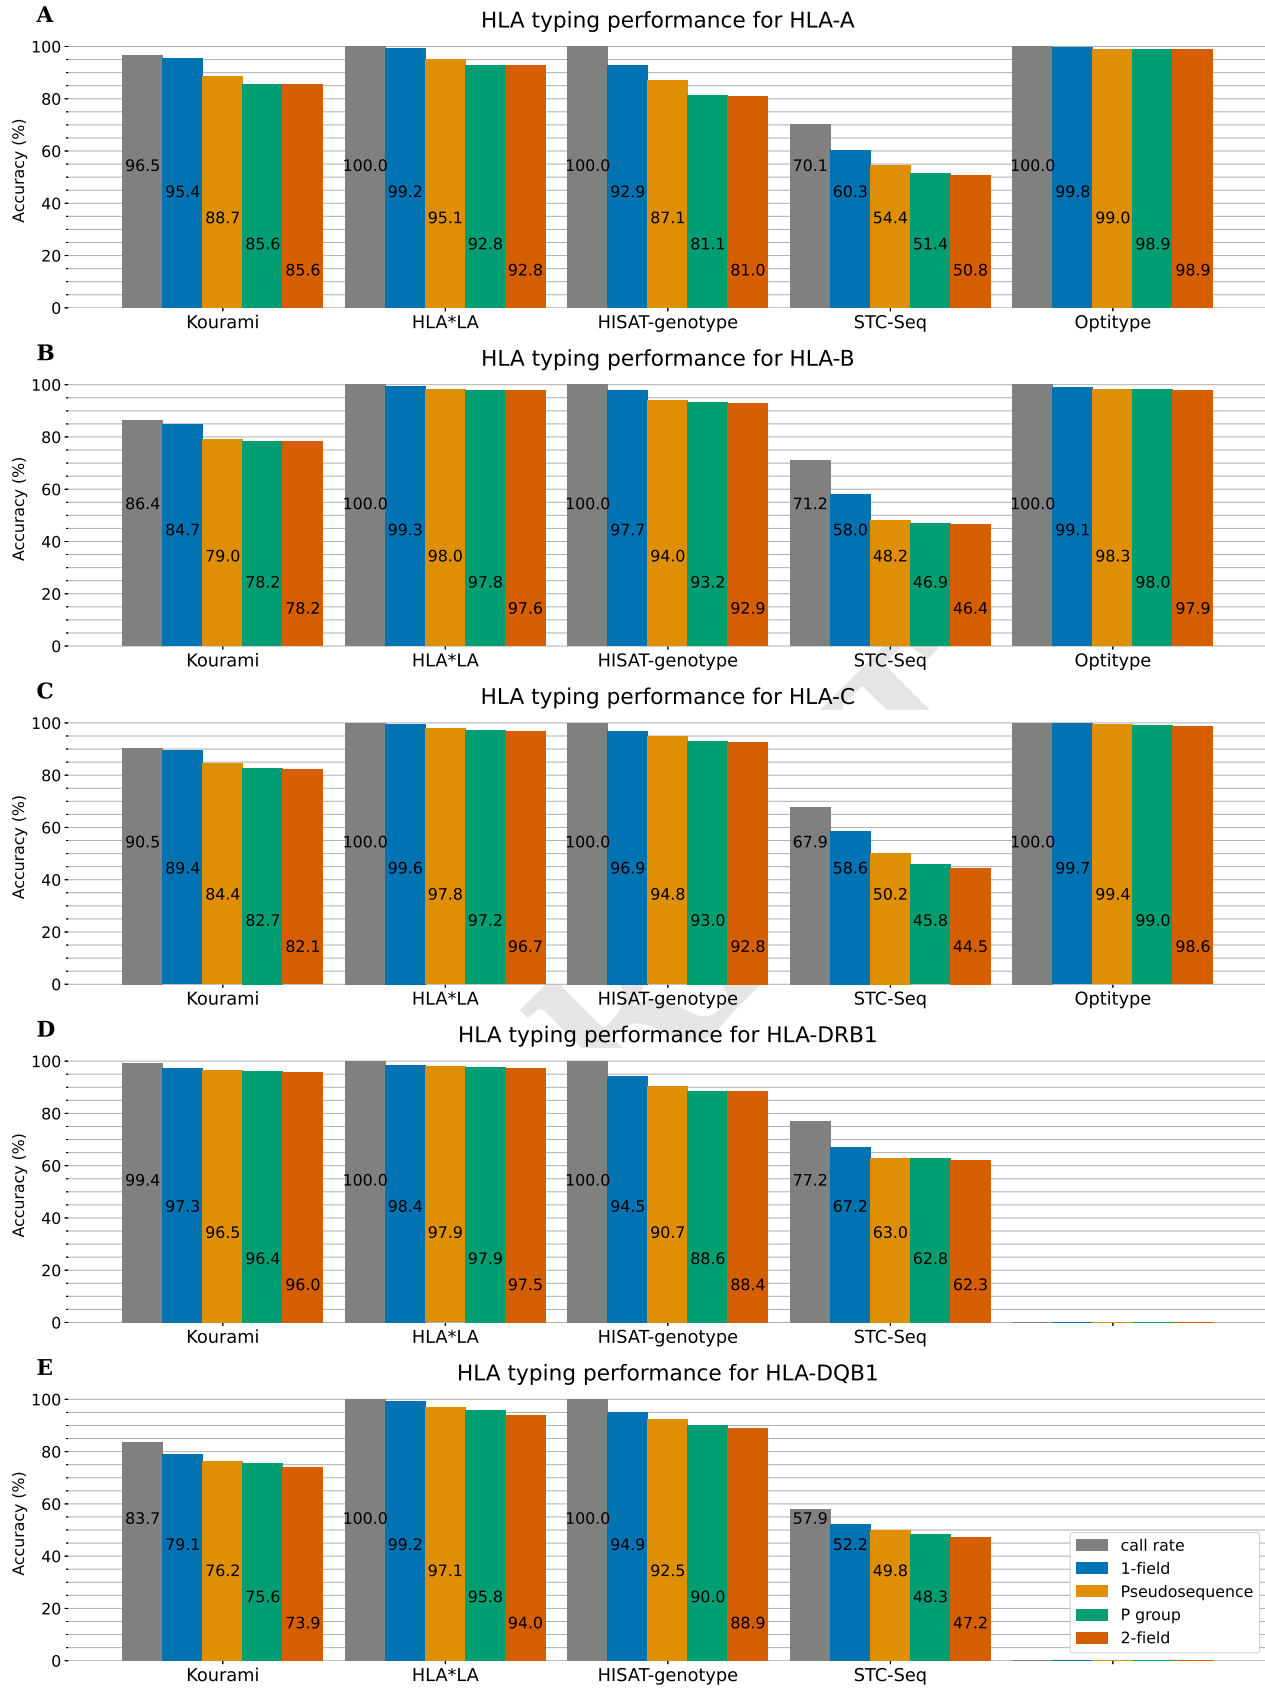 A
HLA typing performance for HLA-A
Accuracy (%)
100
80
60
40
20
0
96.5 95.4 88.7 85.6 85.6
100.0 99.2 95.1 92.8 92.8
100.0 92.9 87.1 81.1 81.0
70.1 60.3 54.4 51.4 50.8
100.0 99.8 99.0 98.9 98.9
Kourami HLA*LA HISAT-genotype STC-Seq Optitype
B
HLA typing performance for HLA-B
Accuracy (%)
100
80
60
40
20
0
86.4 84.7 79.0 78.2 78.2
100.0 99.3 98.0 97.8 97.6
100.0 97.7 94.0 93.2 92.9
71.2 58.0 48.2 46.9 46.4
100.0 99.1 98.3 98.0 97.9
Kourami HLA*LA HISAT-genotype STC-Seq Optitype
C
HLA typing performance for HLA-C
Accuracy (%)
100
80
60
40
20
0
90.5 89.4 84.4 82.7 82.1
100.0 99.6 97.8 97.2 96.7
100.0 96.9 94.8 93.0 92.8
67.9 58.6 50.2 45.8 44.5
100.0 99.7 99.4 99.0 98.6
Kourami HLA*LA HISAT-genotype STC-Seq Optitype
D
HLA typing performance for HLA-DRB1
Accuracy (%)
100
80
60
40
20
0
99.4 97.3 96.5 96.4 96.0
100.0 98.4 97.9 97.9 97.5
100.0 94.5 90.7 88.6 88.4
77.2 67.2 63.0 62.8 62.3
Kourami HLA*LA HISAT-genotype STC-Seq
E
HLA typing performance for HLA-DQB1
Accuracy (%)
100
80
60
40
20
0
83.7 79.1 76.2 75.6 73.9
100.0 99.2 97.1 95.8 94.0
100.0 94.9 92.5 90.0 88.9
57.9 52.2 49.8 48.3 47.2
call rate
1-field
Pseudosequence
P group
2-field
Kourami HLA*LA HISAT-genotype STC-Seq